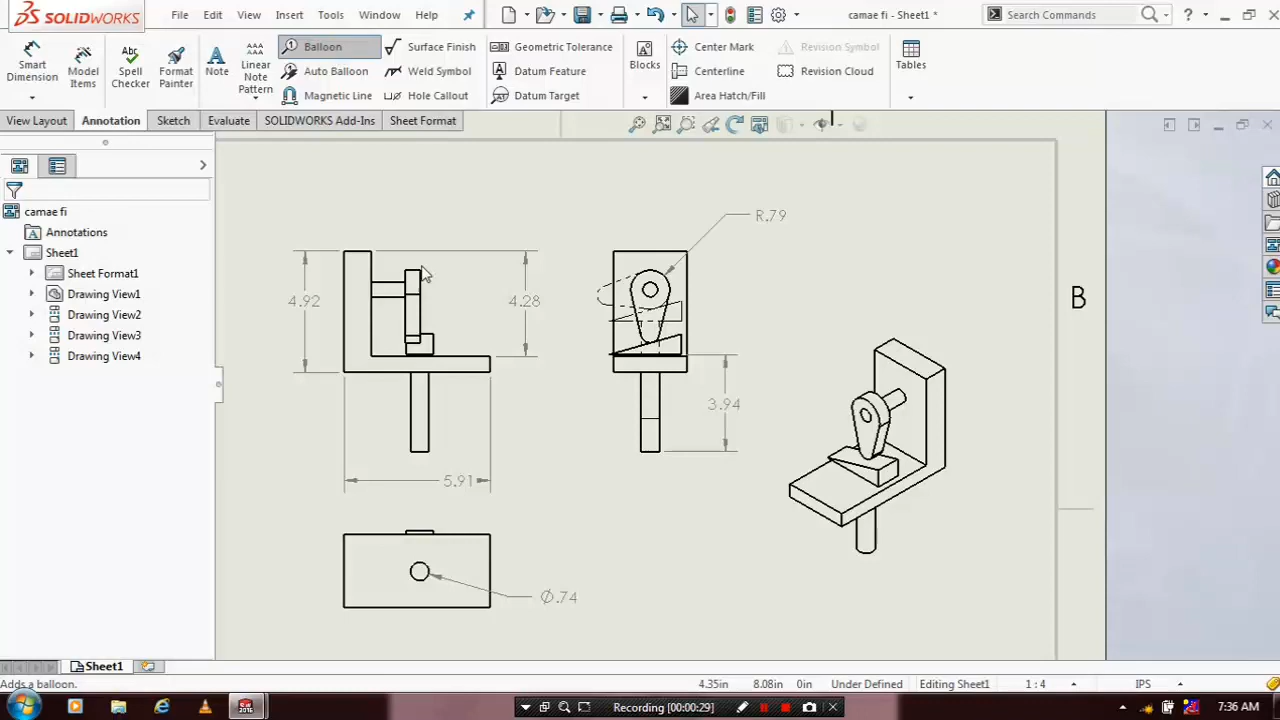 SOLIDWORKS
File Edit View Insert Tools Window Help
camae fi - Sheet1 *
Search Commands
?
Smart Dimension
Model Items
Spell Checker
Format Painter
Note
Linear Note Pattern
Balloon
Auto Balloon
Magnetic Line
Surface Finish
Weld Symbol
Hole Callout
Geometric Tolerance
Datum Feature
Datum Target
Blocks
Center Mark
Centerline
Area Hatch/Fill
Revision Symbol
Revision Cloud
Tables
View Layout Annotation Sketch Evaluate SOLIDWORKS Add-Ins Sheet Format
camae fi
Annotations
Sheet1
Sheet Format1
Drawing View1
Drawing View2
Drawing View3
Drawing View4
R.79
4.92
4.28
B
3.94
5.91
Ø.74
Sheet1
Adds a balloon.
4.35in 8.08in 0in Under Defined Editing Sheet1 1 : 4 IPS
Recording [00:00:29]
7:36 AM